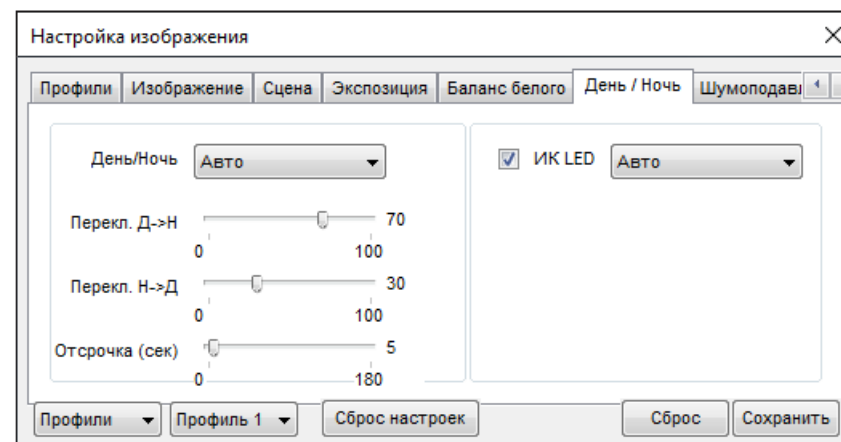 Настройка изображения
Профили Изображение Сцена Экспозиция Баланс белого День / Ночь Шумоподавл
День/Ночь Авто ИК LED Авто
Перекл. Д->Н 70
0 100
Перекл. Н->Д 30
0 100
Отсрочка (сек) 5
0 180
Профили Профиль 1 Сброс настроек Сброс Сохранить